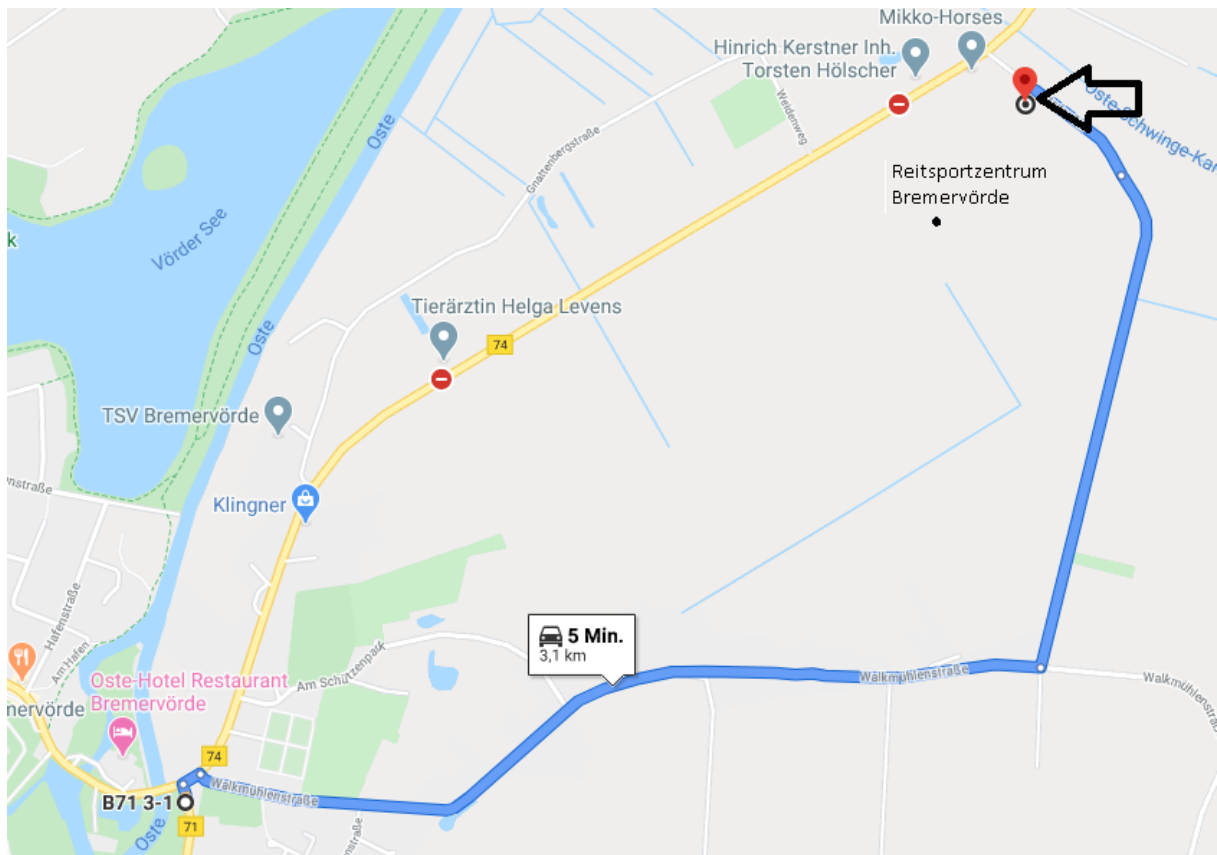 Mikko-Horses
Hinrich Kerstner Inh.
Torsten Hölscher
Oste-Schwinge-Kan
Weidenweg
Gnattenbergstraße
Oste
Reitsportzentrum
Bremervörde
k
Vörder See
Oste
Tierärztin Helga Levens
74
TSV Bremervörde
nstraße
Klingner
5 Min.
3,1 km
Hafenstraße
Am Hafen
Am Schützenpark
Walkmühlenstraße
Walkmühlenstraße
Oste-Hotel Restaurant
Bremervörde
nervörde
74
Walkmühlenstraße
B71 3-1
71
Oste